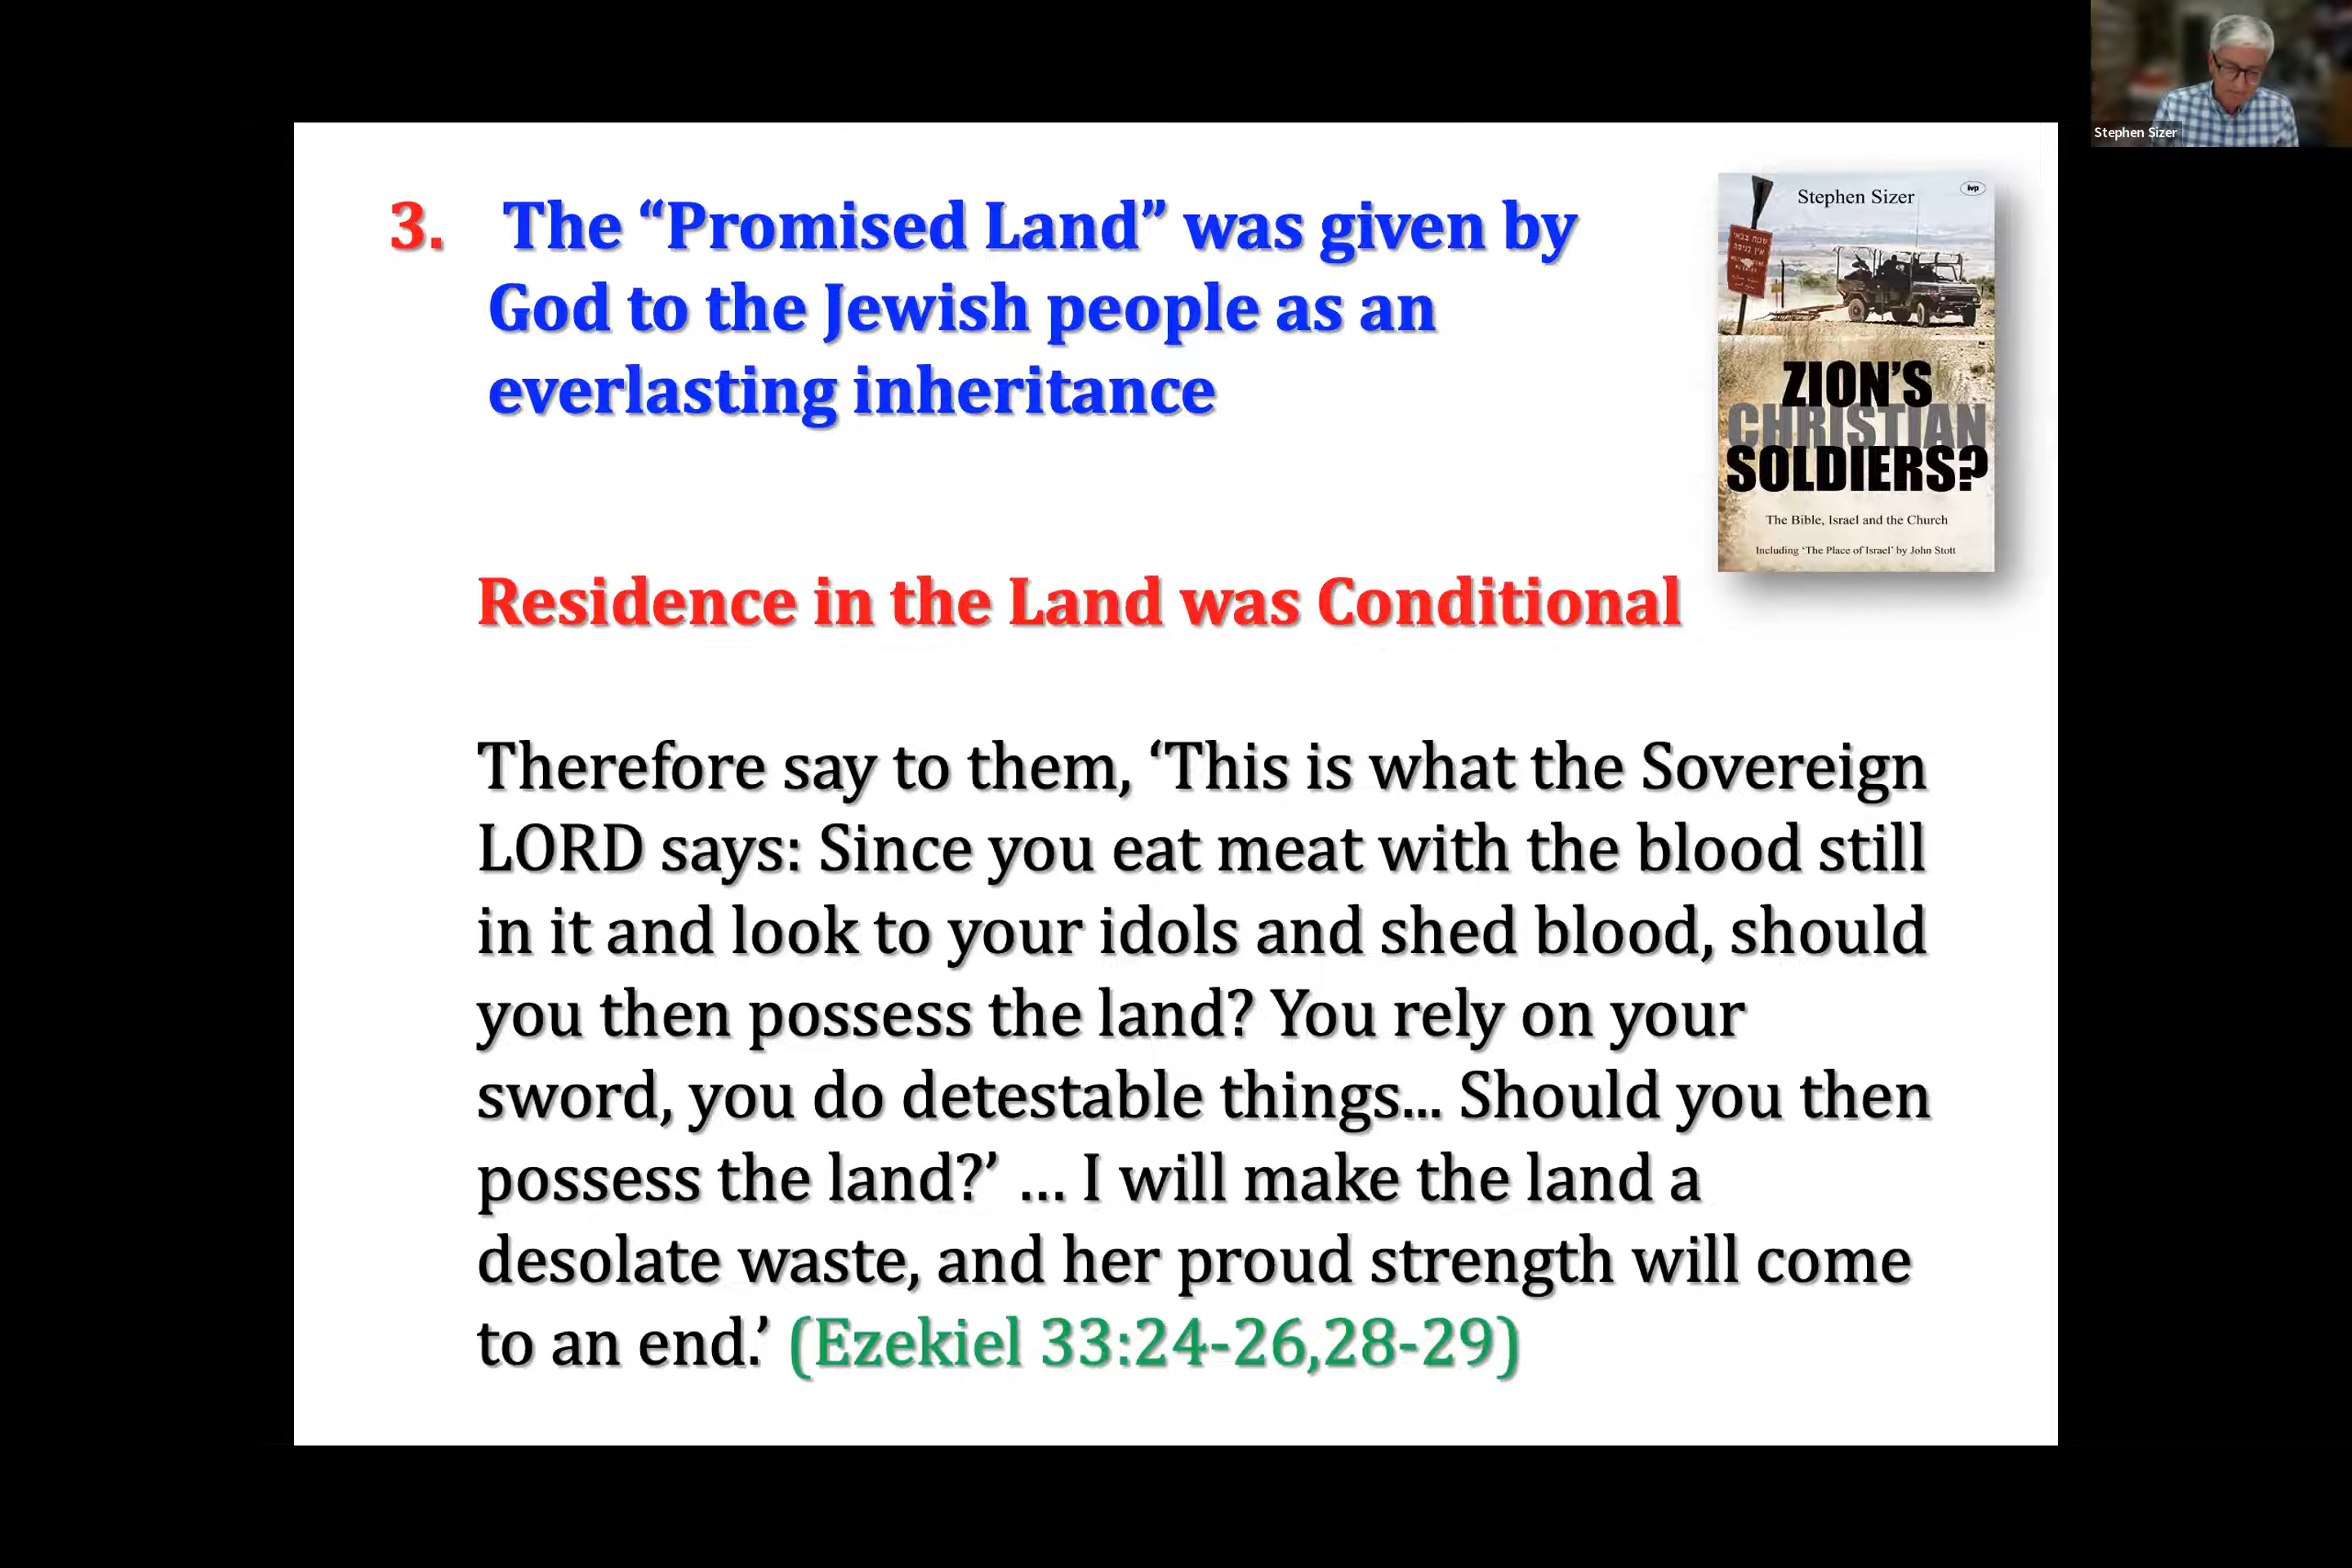 Stephen Sizer
3. The “Promised Land” was given by
God to the Jewish people as an
everlasting inheritance
ivp
Stephen Sizer
ZION’S
CHRISTIAN
SOLDIERS?
The Bible, Israel and the Church
Including ‘The Place of Israel’ by John Stott
Residence in the Land was Conditional
Therefore say to them, ‘This is what the Sovereign
LORD says: Since you eat meat with the blood still
in it and look to your idols and shed blood, should
you then possess the land? You rely on your
sword, you do detestable things... Should you then
possess the land?’ ... I will make the land a
desolate waste, and her proud strength will come
to an end.’ (Ezekiel 33:24-26,28-29)